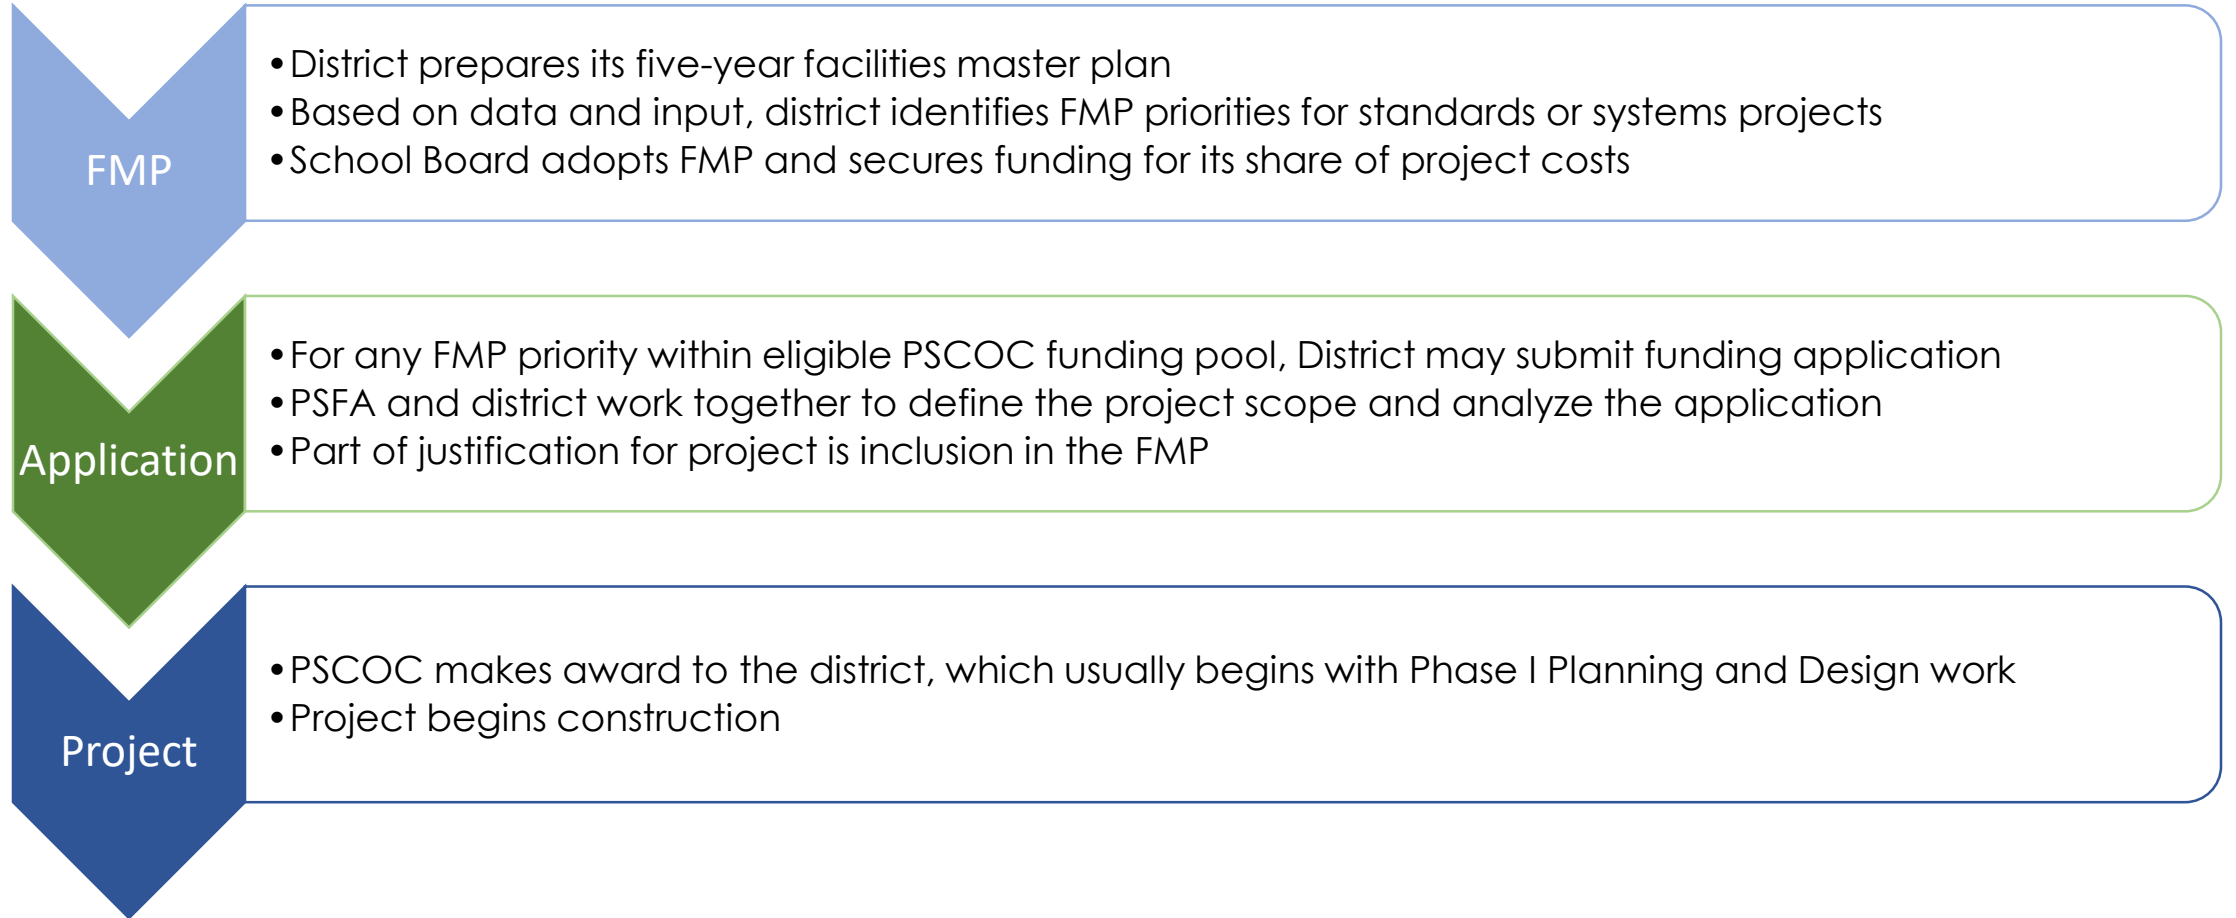 FMP
•District prepares its five-year facilities master plan
•Based on data and input, district identifies FMP priorities for standards or systems projects
•School Board adopts FMP and secures funding for its share of project costs
Application
•For any FMP priority within eligible PSCOC funding pool, District may submit funding application
•PSFA and district work together to define the project scope and analyze the application
•Part of justification for project is inclusion in the FMP
Project
•PSCOC makes award to the district, which usually begins with Phase I Planning and Design work
•Project begins construction